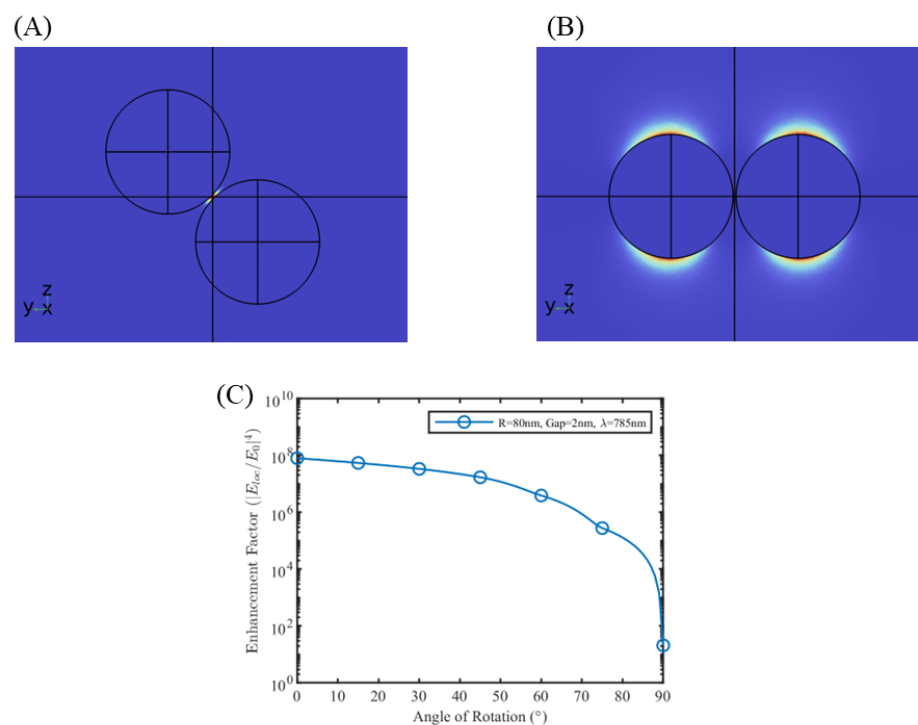 (A)
(B)
z
y x
z
y x
(C)
10^10
10^8
10^6
10^4
10^2
10^0
Enhancement Factor (|E_loc/E_0|^4
R=80nm, Gap=2nm, λ=785nm
0 10 20 30 40 50 60 70 80 90
Angle of Rotation (°)